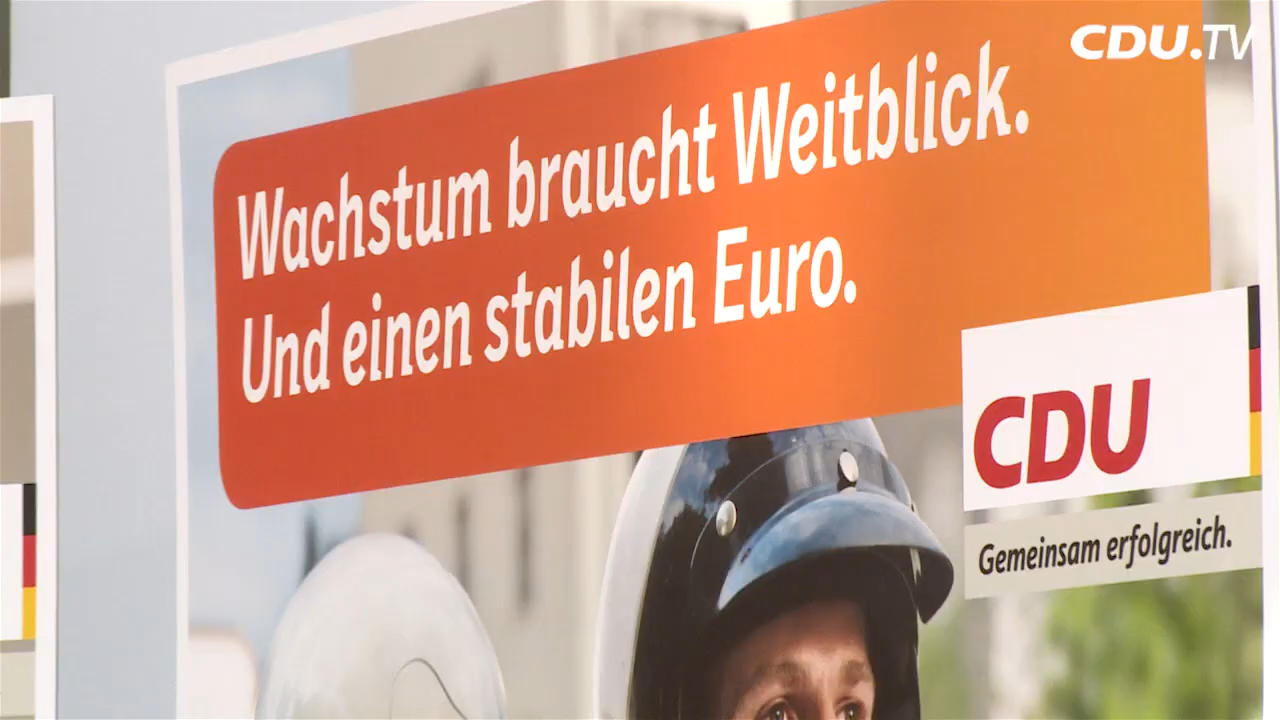 CDU.TV
Wachstum braucht Weitblick.
Und einen stabilen Euro.
CDU
Gemeinsam erfolgreich.